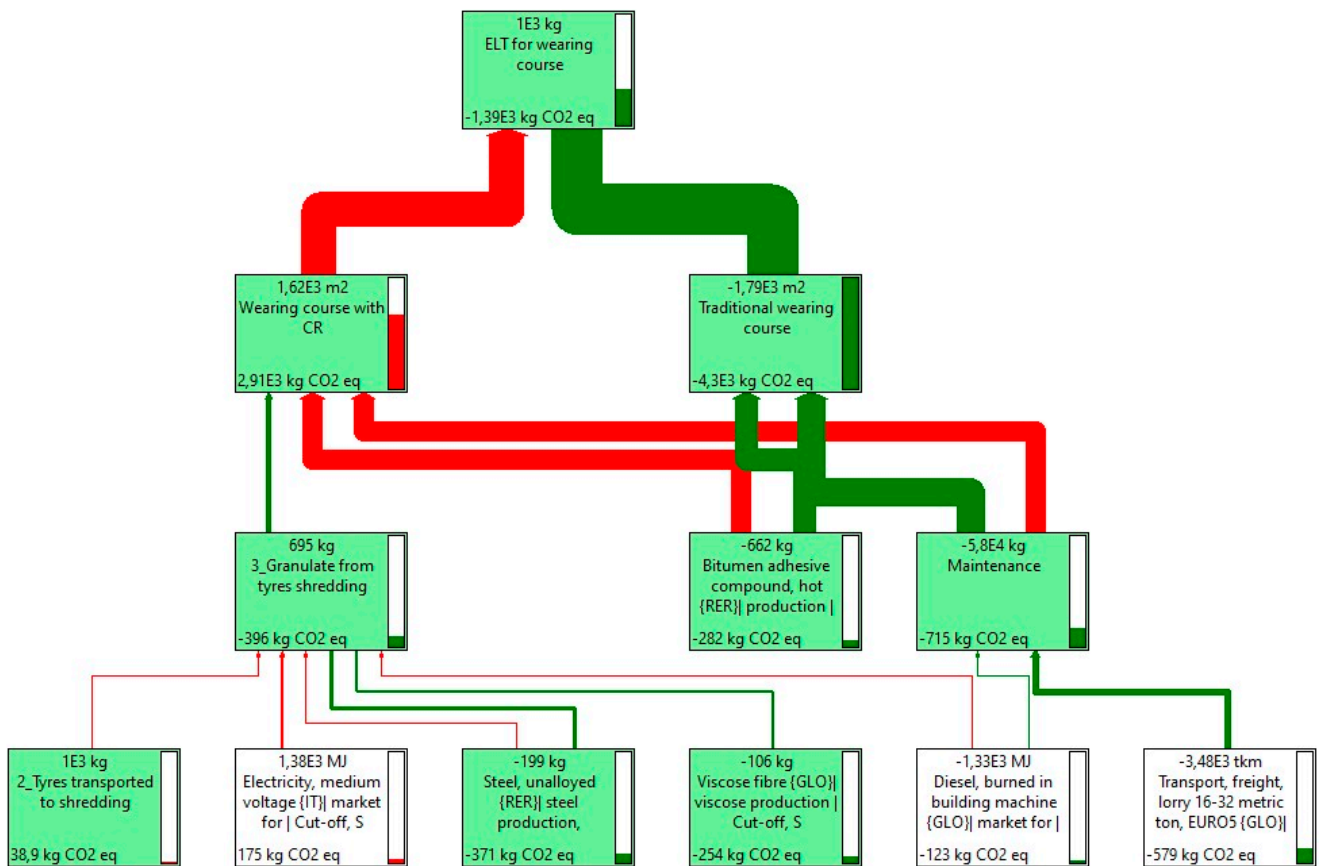 1E3 kg
ELT for wearing
course
-1,39E3 kg CO2 eq
1,62E3 m2
Wearing course with
CR
2,91E3 kg CO2 eq
-1,79E3 m2
Traditional wearing
course
-4,3E3 kg CO2 eq
695 kg
3_Granulate from
tyres shredding
-396 kg CO2 eq
-662 kg
Bitumen adhesive
compound, hot
{RER}| production |
-282 kg CO2 eq
-5,8E4 kg
Maintenance
-715 kg CO2 eq
1E3 kg
2_Tyres transported
to shredding
38,9 kg CO2 eq
1,38E3 MJ
Electricity, medium
voltage {IT}| market
for | Cut-off, S
175 kg CO2 eq
-199 kg
Steel, unalloyed
{RER}| steel
production,
-371 kg CO2 eq
-106 kg
Viscose fibre {GLO}|
viscose production |
Cut-off, S
-254 kg CO2 eq
-1,33E3 MJ
Diesel, burned in
building machine
{GLO}| market for |
-123 kg CO2 eq
-3,48E3 tkm
Transport, freight,
lorry 16-32 metric
ton, EURO5 {GLO}|
-579 kg CO2 eq